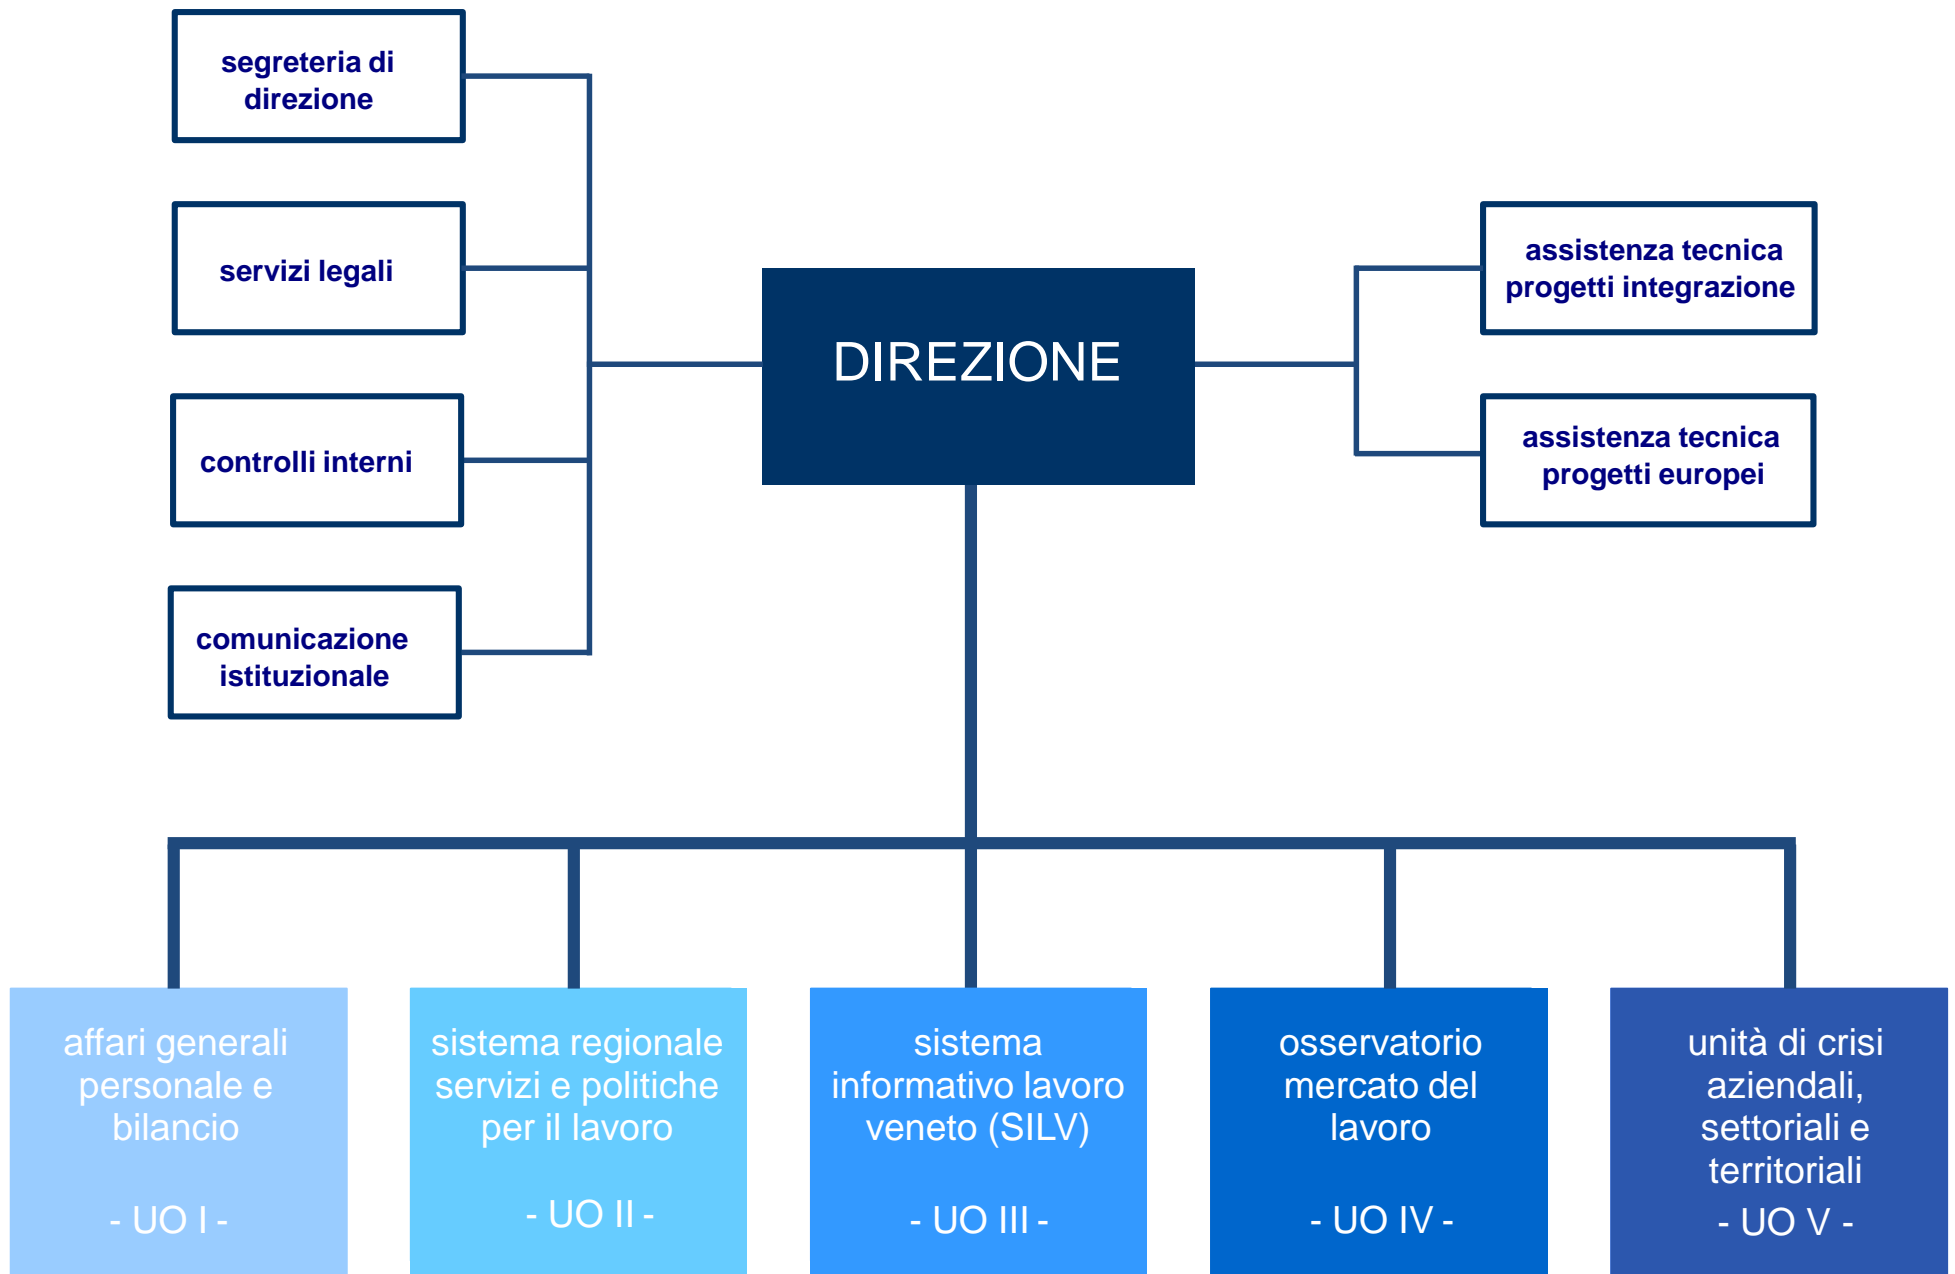 segreteria di
direzione
servizi legali
controlli interni
comunicazione
istituzionale
DIREZIONE
assistenza tecnica
progetti integrazione
assistenza tecnica
progetti europei
affari generali
personale e
bilancio
- UO I -
sistema regionale
servizi e politiche
per il lavoro
- UO II -
sistema
informativo lavoro
veneto (SILV)
- UO III -
osservatorio
mercato del
lavoro
- UO IV -
unità di crisi
aziendali,
settoriali e
territoriali
- UO V -